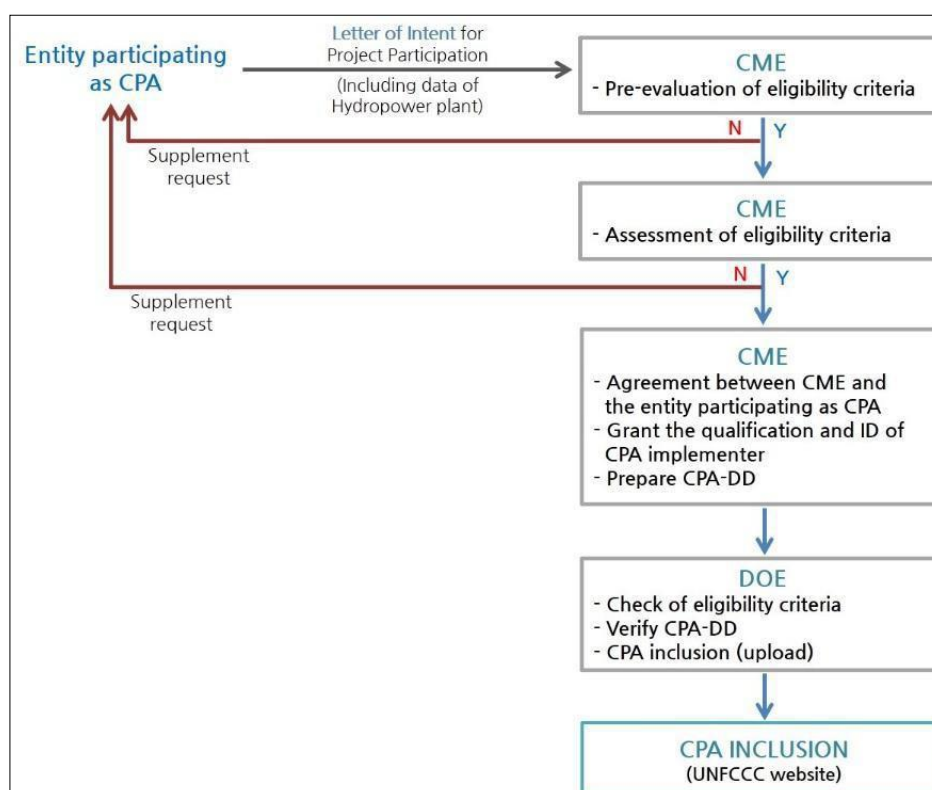 Entity participating
as CPA
Letter of Intent for
Project Participation
(Including data of
Hydropower plant)
CME
- Pre-evaluation of eligibility criteria
N Y
Supplement
request
CME
- Assessment of eligibility criteria
N Y
Supplement
request
CME
- Agreement between CME and
the entity participating as CPA
- Grant the qualification and ID of
CPA implementer
- Prepare CPA-DD
DOE
- Check of eligibility criteria
- Verify CPA-DD
- CPA inclusion (upload)
CPA INCLUSION
(UNFCCC website)